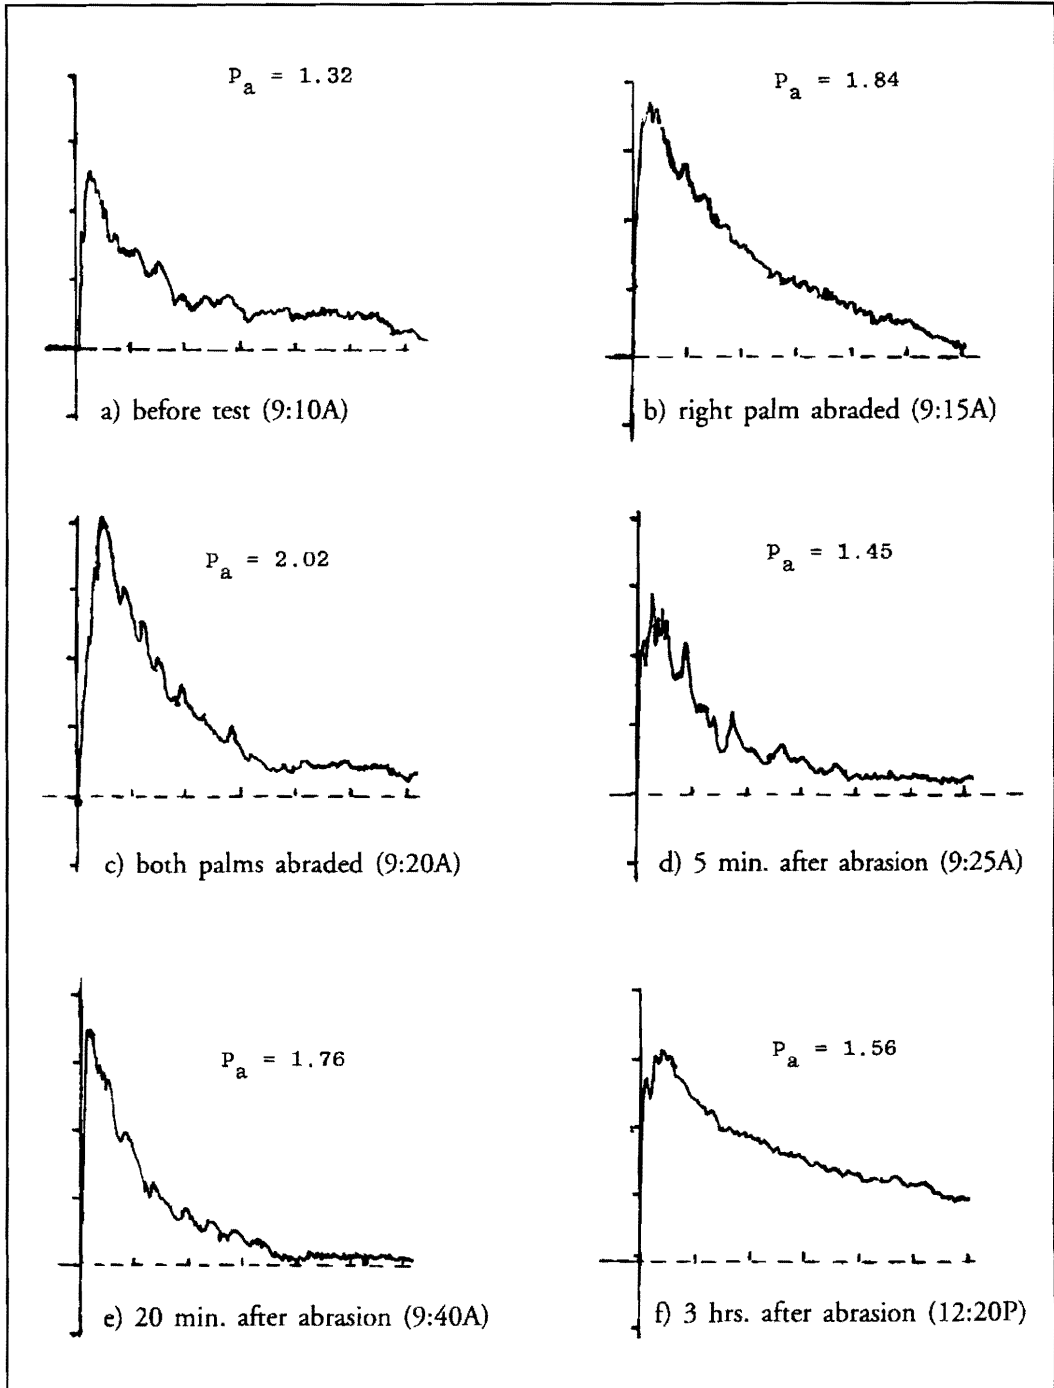 Pa = 1.32
Pa = 1.84
a) before test (9:10A)
b) right palm abraded (9:15A)
Pa = 2.02
Pa = 1.45
c) both palms abraded (9:20A)
d) 5 min. after abrasion (9:25A)
Pa = 1.76
Pa = 1.56
e) 20 min. after abrasion (9:40A)
f) 3 hrs. after abrasion (12:20P)